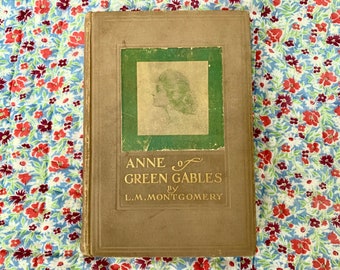 ANNE of
GREEN GABLES
by
L.M. MONTGOMERY